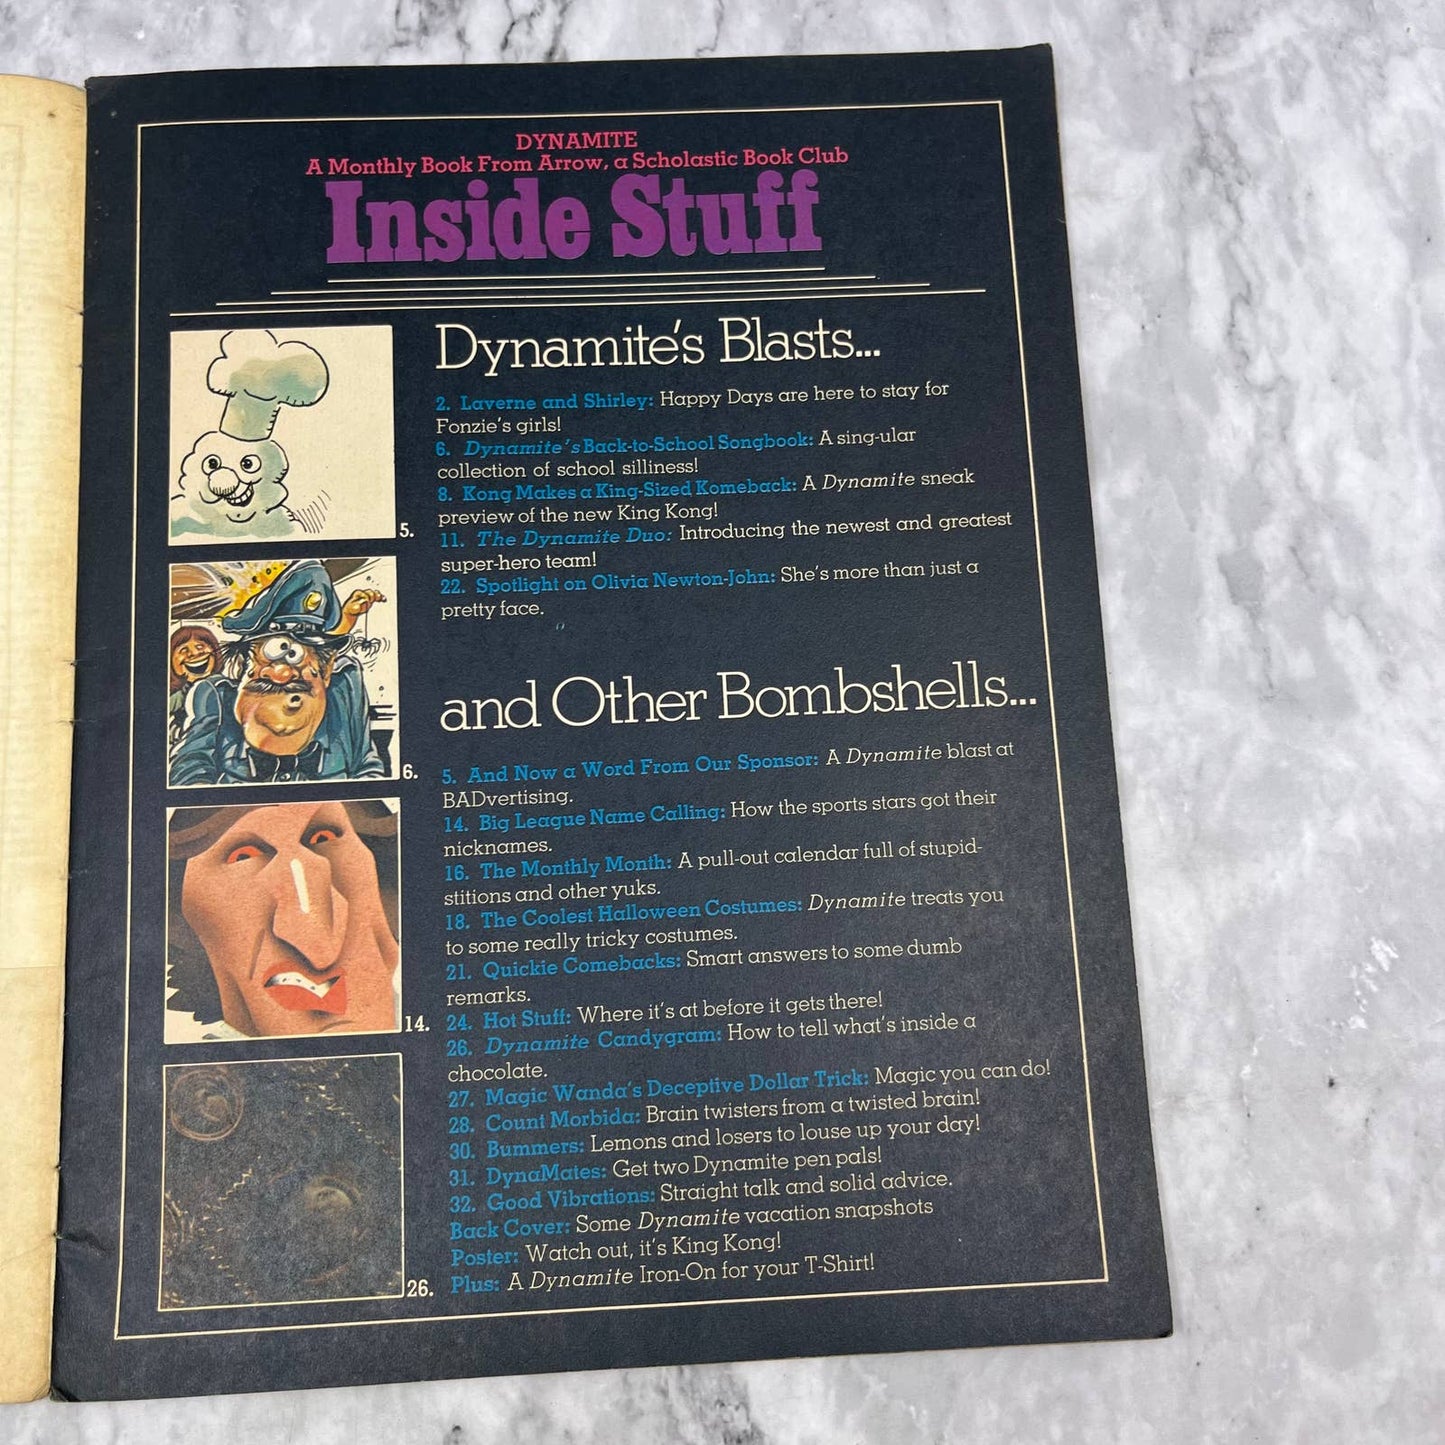 DYNAMITE
A Monthly Book From Arrow, a Scholastic Book Club
Inside Stuff
Dynamite's Blasts...
2. Laverne and Shirley: Happy Days are here to stay for
Fonzie's girls!
6. Dynamite's Back-to-School Songbook: A sing-ular
collection of school silliness!
8. Kong Makes a King-Sized Komeback: A Dynamite sneak
preview of the new King Kong!
11. The Dynamite Duo: Introducing the newest and greatest
super-hero team!
22. Spotlight on Olivia Newton-John: She's more than just a
pretty face.
and Other Bombshells...
5. And Now a Word From Our Sponsor: A Dynamite blast at
BADvertising.
14. Big League Name Calling: How the sports stars got their
nicknames.
16. The Monthly Month: A pull-out calendar full of stupid-
stitions and other yuks.
18. The Coolest Halloween Costumes: Dynamite treats you
to some really tricky costumes.
21. Quickie Comebacks: Smart answers to some dumb
remarks.
24. Hot Stuff: Where it's at before it gets there!
26. Dynamite Candygram: How to tell what's inside a
chocolate.
27. Magic Wanda's Deceptive Dollar Trick: Magic you can do!
28. Count Morbida: Brain twisters from a twisted brain!
30. Bummers: Lemons and losers to louse up your day!
31. DynaMates: Get two Dynamite pen pals!
32. Good Vibrations: Straight talk and solid advice.
Back Cover: Some Dynamite vacation snapshots
Poster: Watch out, it's King Kong!
Plus: A Dynamite Iron-On for your T-Shirt!
5.
6.
14.
26.